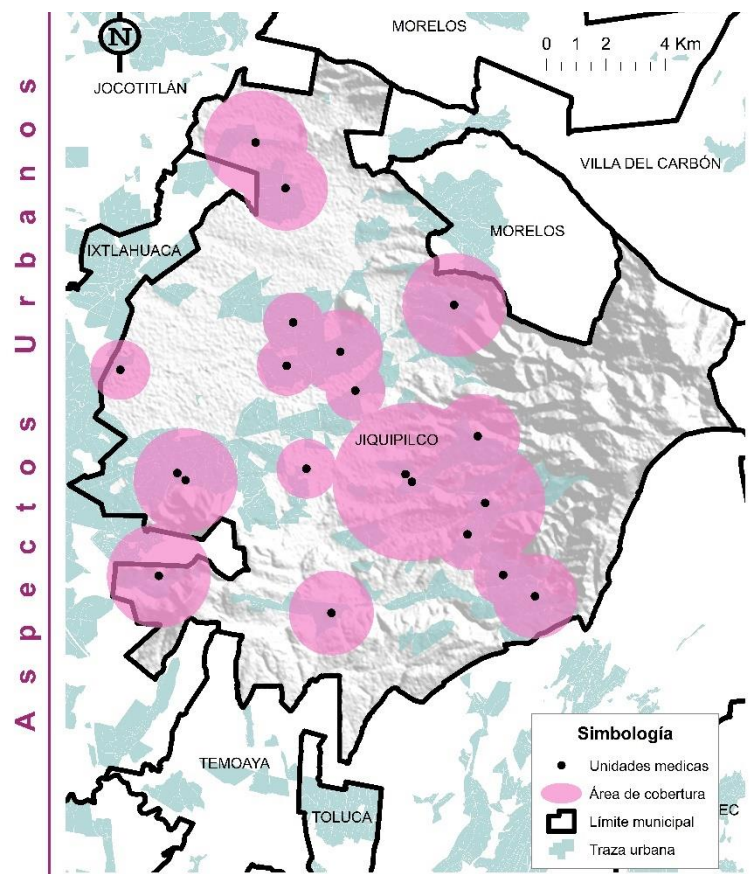 Aspectos Urbanos
N
MORELOS
0 2 4 Km
JOCOTITLÁN
VILLA DEL CARBÓN
MORELOS
IXTLAHUACA
JIQUIPILCO
TEMOAYA
TOLUCA
EC
Simbología
Unidades medicas
Área de cobertura
Límite municipal
Traza urbana